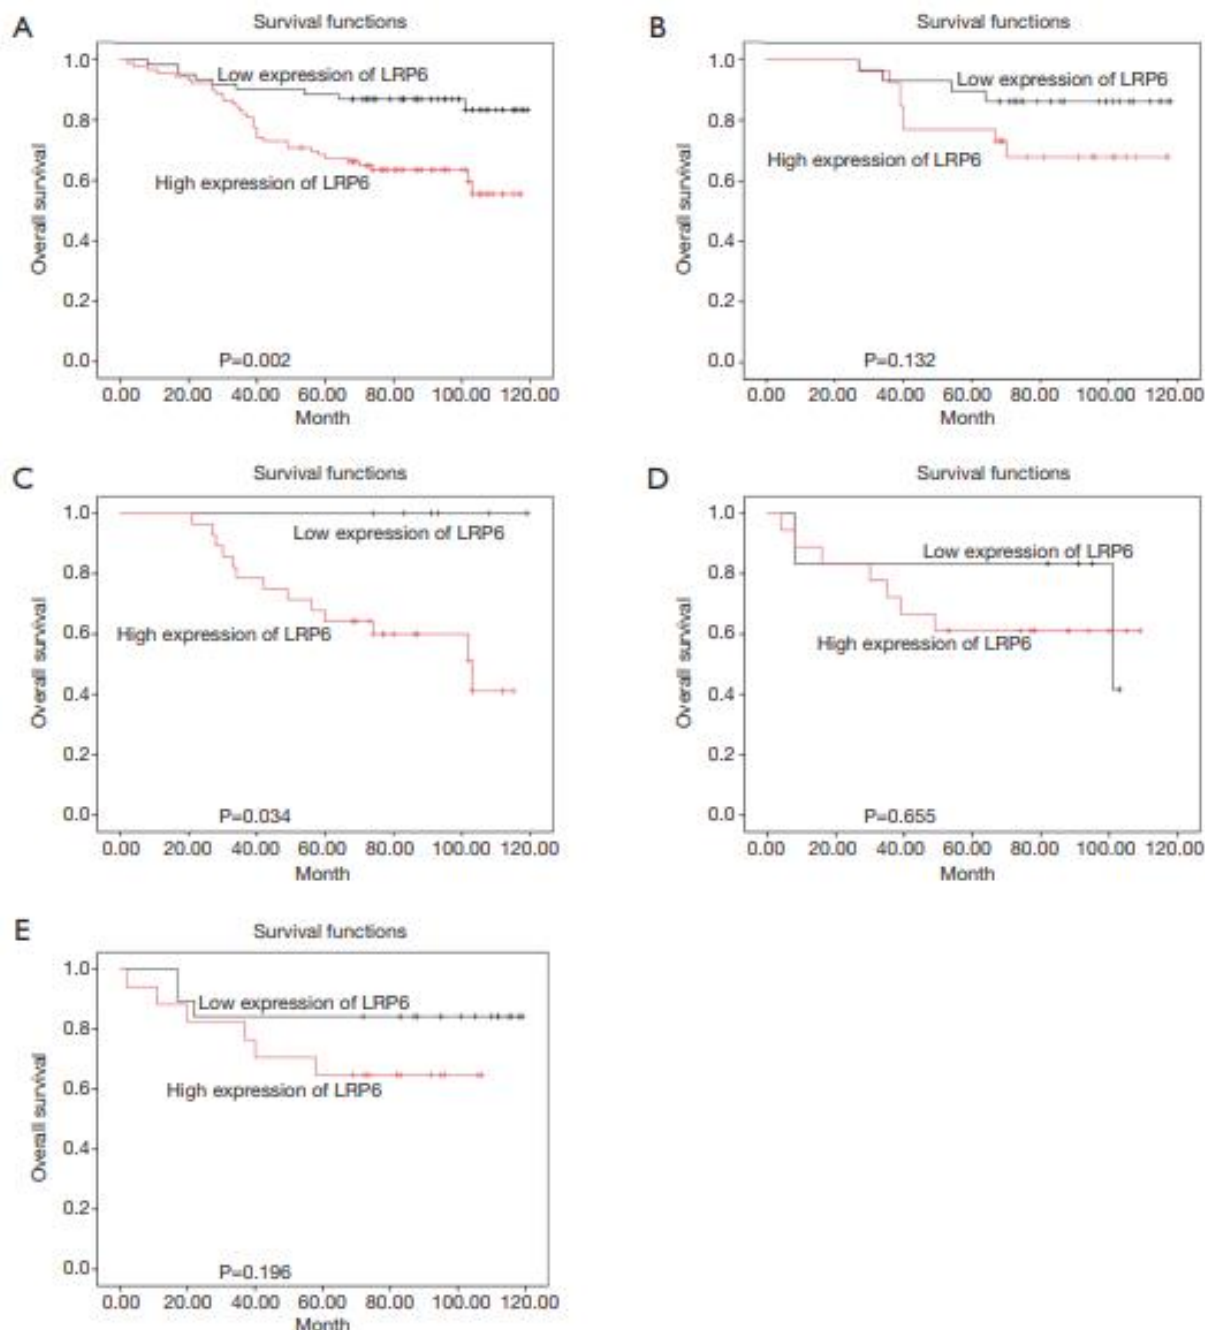 A
Survival functions
1.0
0.8
0.6
0.4
0.2
0.0
Overall survival
Low expression of LRP6
High expression of LRP6
P=0.002
0.00 20.00 40.00 60.00 80.00 100.00 120.00
Month
B
Survival functions
1.0
0.8
0.6
0.4
0.2
0.0
Overall survival
Low expression of LRP6
High expression of LRP6
P=0.132
0.00 20.00 40.00 60.00 80.00 100.00 120.00
Month
C
Survival functions
1.0
0.8
0.6
0.4
0.2
0.0
Overall survival
Low expression of LRP6
High expression of LRP6
P=0.034
0.00 20.00 40.00 60.00 80.00 100.00 120.00
Month
D
Survival functions
1.0
0.8
0.6
0.4
0.2
0.0
Overall survival
Low expression of LRP6
High expression of LRP6
P=0.655
0.00 20.00 40.00 60.00 80.00 100.00 120.00
Month
E
Survival functions
1.0
0.8
0.6
0.4
0.2
0.0
Overall survival
Low expression of LRP6
High expression of LRP6
P=0.196
0.00 20.00 40.00 60.00 80.00 100.00 120.00
Month